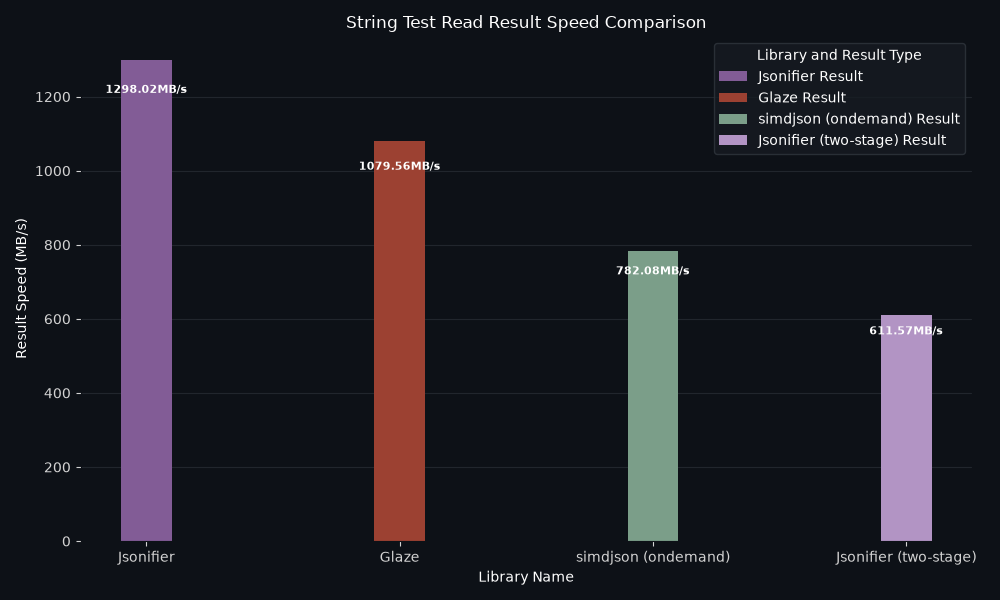 String Test Read Result Speed Comparison
Library and Result Type
Jsonifier Result
Glaze Result
simdjson (ondemand) Result
Jsonifier (two-stage) Result
1298.02MB/s
1079.56MB/s
782.08MB/s
611.57MB/s
Result Speed (MB/s)
1200
1000
800
600
400
200
0
Jsonifier
Glaze
simdjson (ondemand)
Jsonifier (two-stage)
Library Name